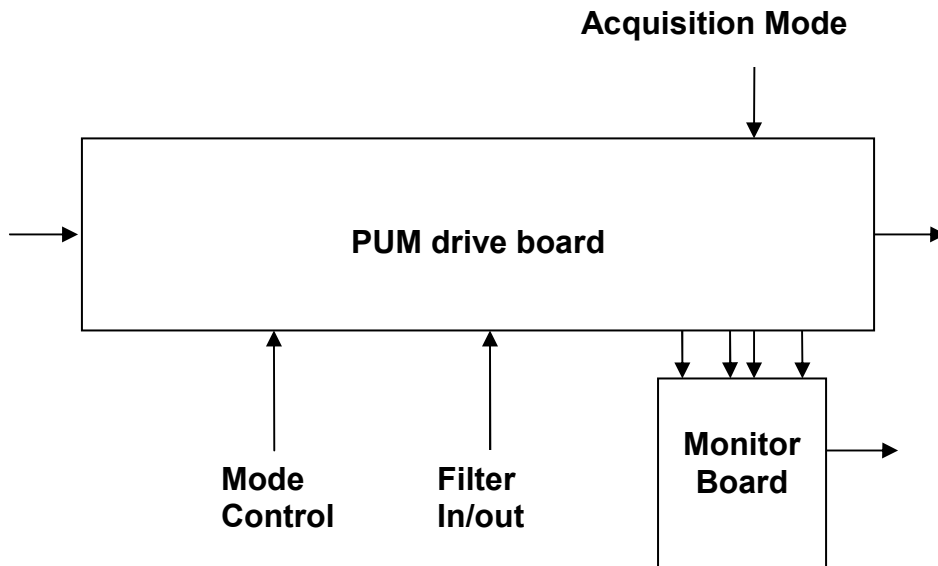 Acquisition Mode
PUM drive board
Mode
Control
Filter
In/out
Monitor
Board